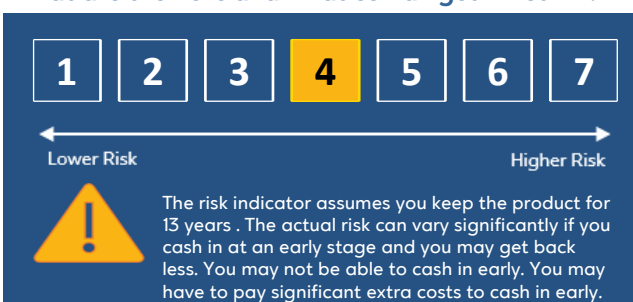 1 2 3 4 5 6 7
Lower Risk Higher Risk
The risk indicator assumes you keep the product for
13 years . The actual risk can vary significantly if you
cash in at an early stage and you may get back
less. You may not be able to cash in early. You may
have to pay significant extra costs to cash in early.